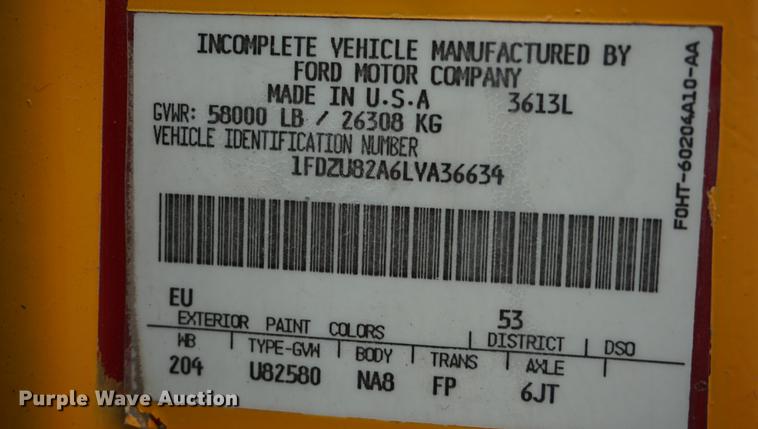 INCOMPLETE VEHICLE MANUFACTURED BY
FORD MOTOR COMPANY
MADE IN U.S.A 3613L
GVWR: 58000 LB / 26308 KG
VEHICLE IDENTIFICATION NUMBER
1FDZU82A6LVA36634
F0HT-60204A10-AA
EU 53
EXTERIOR PAINT COLORS DISTRICT DSO
WB TYPE-GVW BODY TRANS AXLE
204 U82580 NA8 FP 6JT
Purple Wave Auction